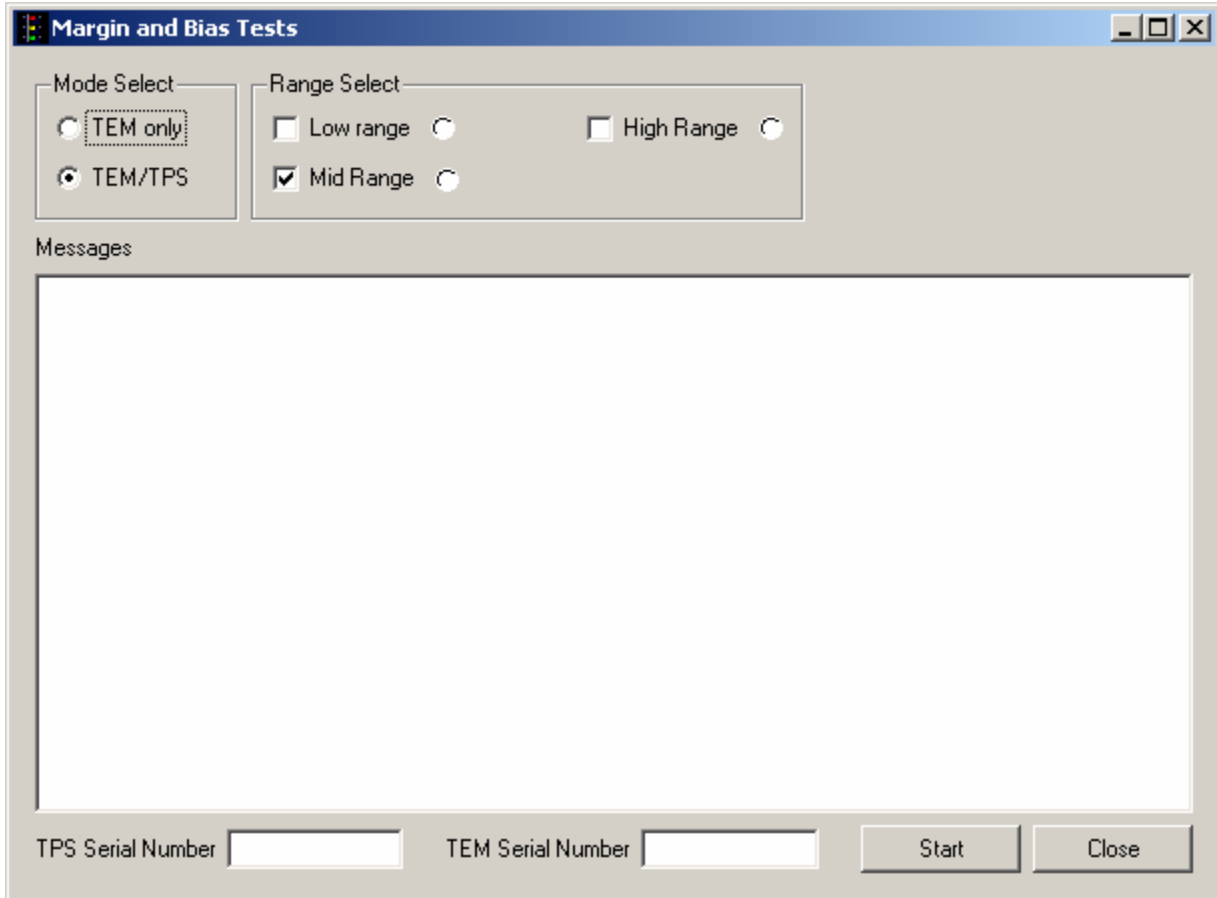 Margin and Bias Tests
Mode Select
Range Select
TEM only
Low range
High Range
TEM/TPS
Mid Range
Messages
TPS Serial Number
TEM Serial Number
Start
Close